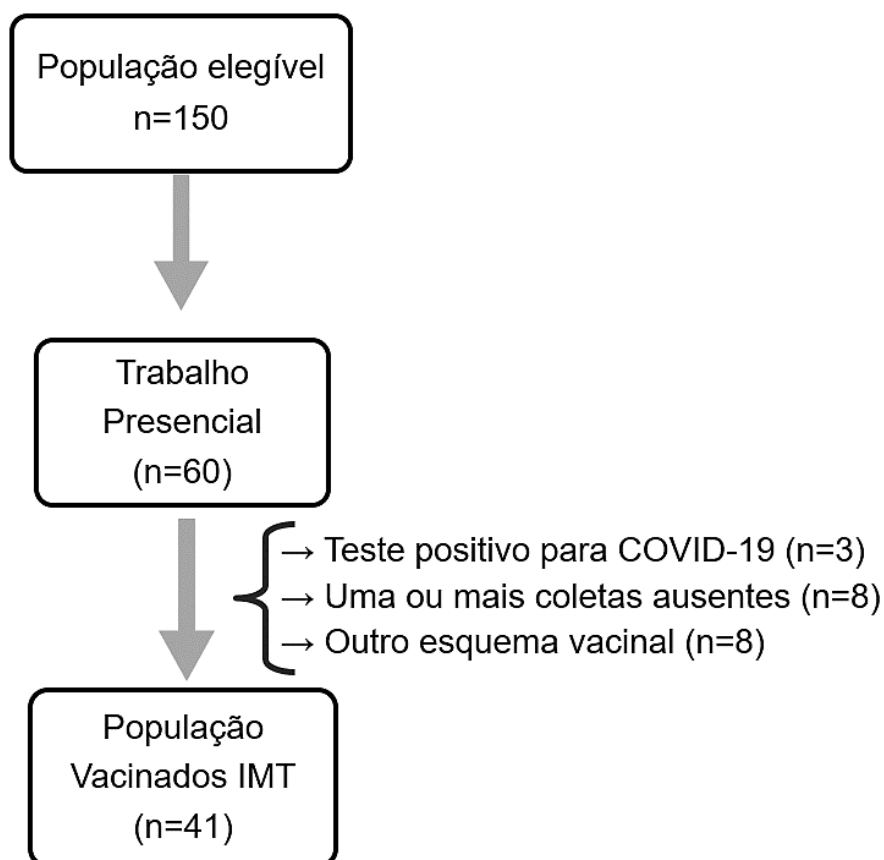 População elegível
n=150
Trabalho
Presencial
(n=60)
→ Teste positivo para COVID-19 (n=3)
→ Uma ou mais coletas ausentes (n=8)
→ Outro esquema vacinal (n=8)
População
Vacinados IMT
(n=41)